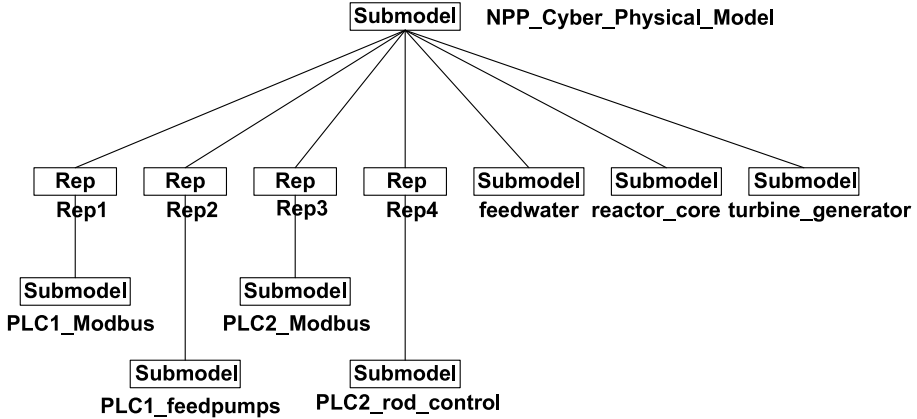 Submodel NPP_Cyber_Physical_Model
Rep Rep Rep Rep Submodel Submodel Submodel
Rep1 Rep2 Rep3 Rep4 feedwater reactor_core turbine_generator
Submodel Submodel
PLC1_Modbus PLC2_Modbus
Submodel Submodel
PLC1_feedpumps PLC2_rod_control